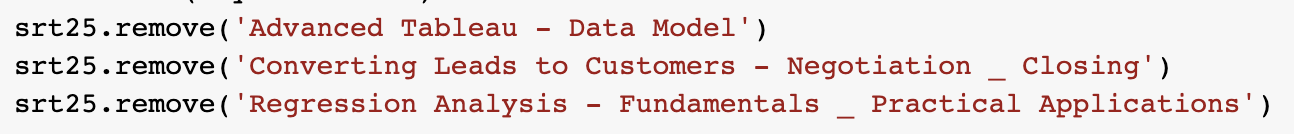 srt25.remove('Advanced Tableau - Data Model')
srt25.remove('Converting Leads to Customers - Negotiation _ Closing')
srt25.remove('Regression Analysis - Fundamentals _ Practical Applications')